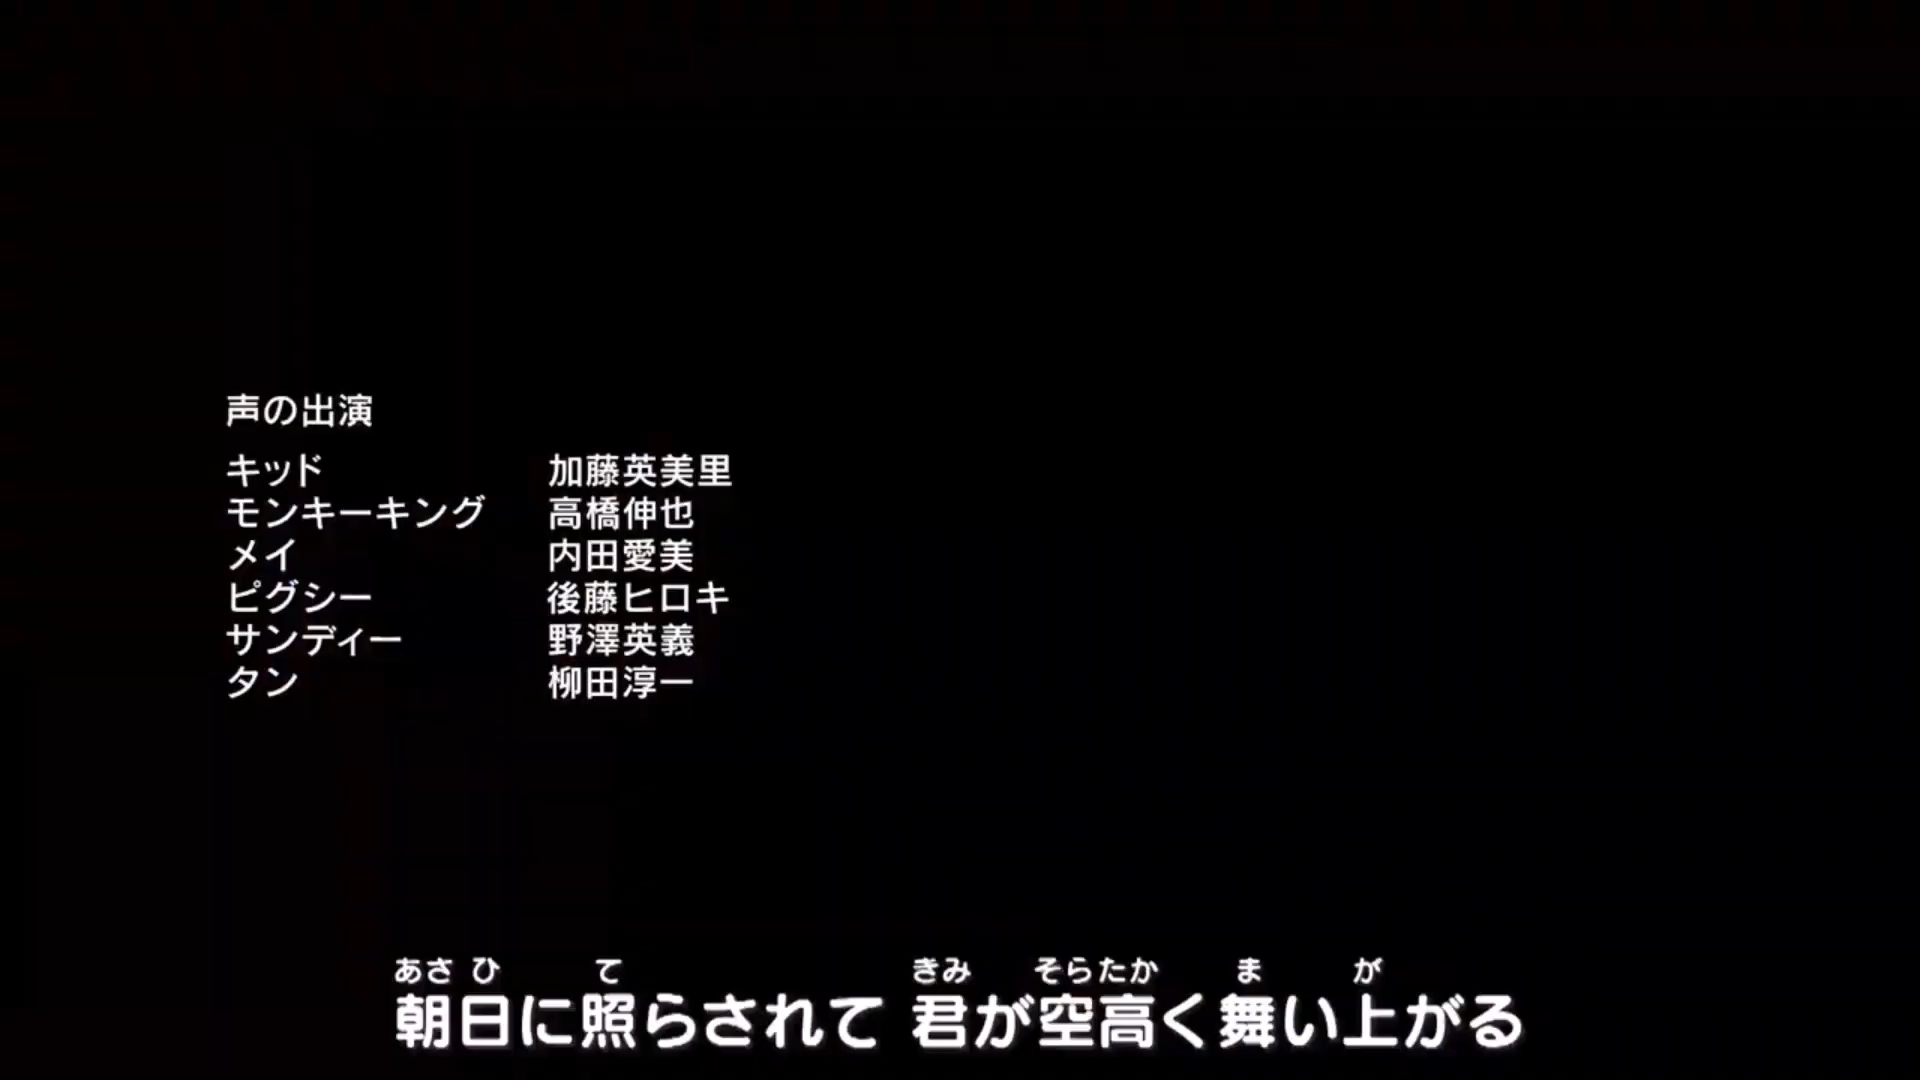 声の出演
キッド 加藤英美里
モンキーキング 高橋伸也
メイ 内田愛美
ピグシー 後藤ヒロキ
サンディー 野澤英義
タン 柳田淳一
あさ ひ て きみ そらたか ま が
朝日に照らされて 君が空高く舞い上がる